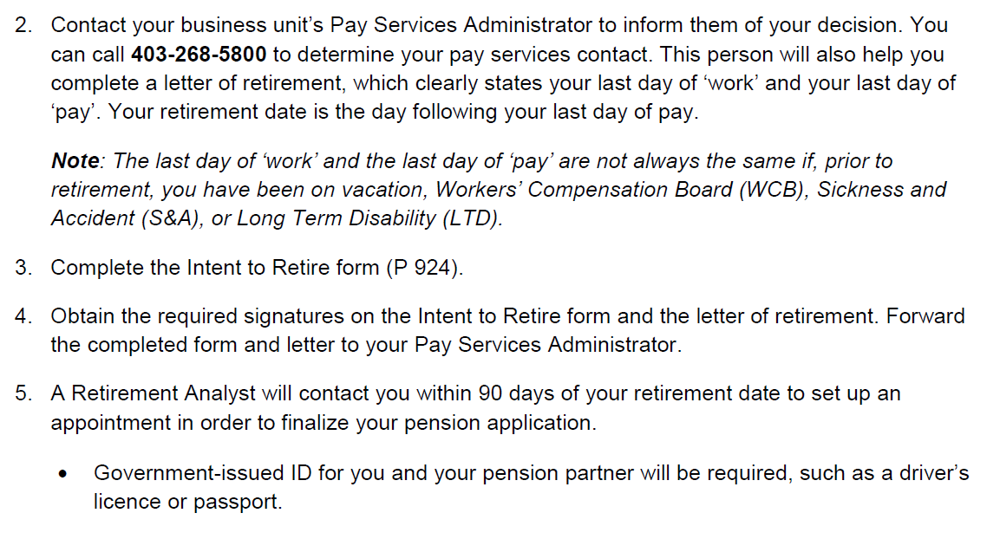 2. Contact your business unit’s Pay Services Administrator to inform them of your decision. You
can call 403-268-5800 to determine your pay services contact. This person will also help you
complete a letter of retirement, which clearly states your last day of ‘work’ and your last day of
‘pay’. Your retirement date is the day following your last day of pay.
Note: The last day of ‘work’ and the last day of ‘pay’ are not always the same if, prior to
retirement, you have been on vacation, Workers’ Compensation Board (WCB), Sickness and
Accident (S&A), or Long Term Disability (LTD).
3. Complete the Intent to Retire form (P 924).
4. Obtain the required signatures on the Intent to Retire form and the letter of retirement. Forward
the completed form and letter to your Pay Services Administrator.
5. A Retirement Analyst will contact you within 90 days of your retirement date to set up an
appointment in order to finalize your pension application.
• Government-issued ID for you and your pension partner will be required, such as a driver’s
licence or passport.